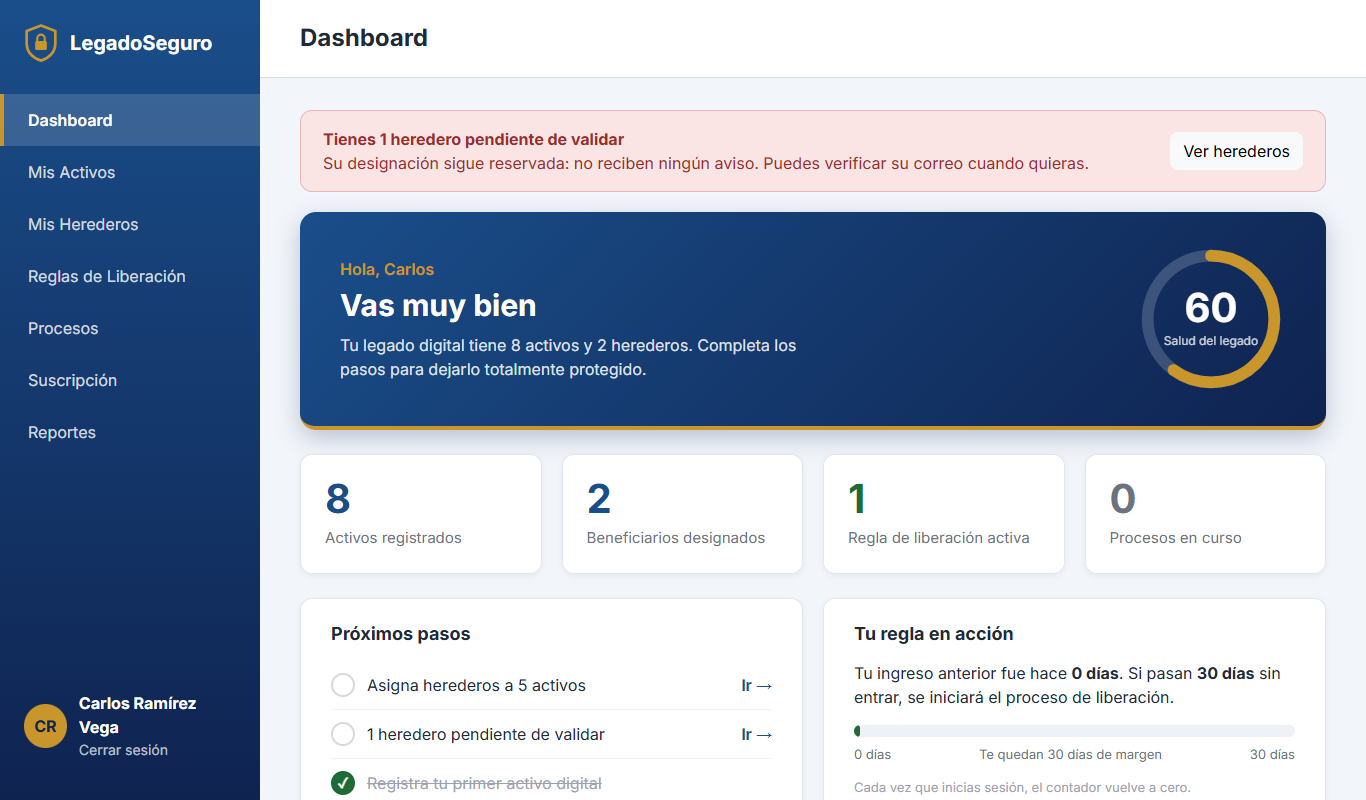 LegadoSeguro
Dashboard
Mis Activos
Mis Herederos
Reglas de Liberación
Procesos
Suscripción
Reportes
CR
Carlos Ramírez
Vega
Cerrar sesión
Dashboard
Tienes 1 heredero pendiente de validar
Su designación sigue reservada: no reciben ningún aviso. Puedes verificar su correo cuando quieras.
Ver herederos
Hola, Carlos
Vas muy bien
Tu legado digital tiene 8 activos y 2 herederos. Completa los
pasos para dejarlo totalmente protegido.
60
Salud del legado
8
Activos registrados
2
Beneficiarios designados
1
Regla de liberación activa
0
Procesos en curso
Próximos pasos
Asigna herederos a 5 activos
Ir →
1 heredero pendiente de validar
Ir →
Registra tu primer activo digital
Tu regla en acción
Tu ingreso anterior fue hace 0 días. Si pasan 30 días sin
entrar, se iniciará el proceso de liberación.
0 días
Te quedan 30 días de margen
30 días
Cada vez que inicias sesión, el contador vuelve a cero.